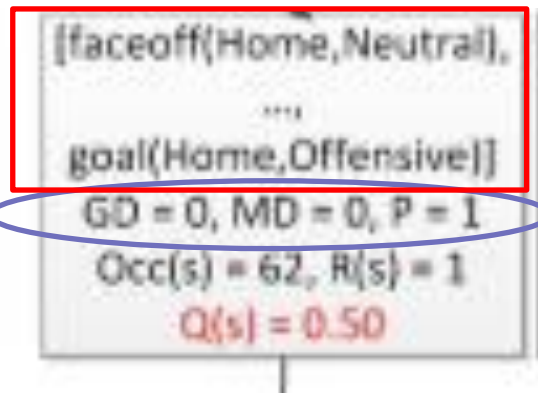 [faceoff(Home,Neutral),
...,
goal(Home,Offensive)]
GD = 0, MD = 0, P = 1
Occ(s) = 62, R(s) = 1
Q(s) = 0.50